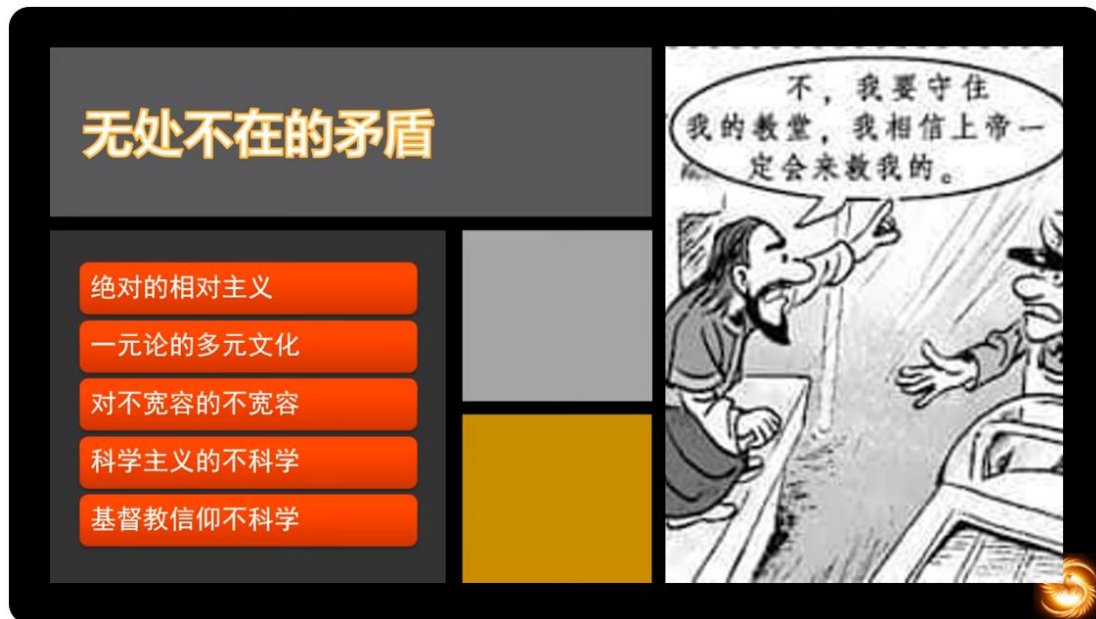 无处不在的矛盾
绝对的相对主义
一元论的多元文化
对不宽容的不宽容
科学主义的不科学
基督教信仰不科学
不，我要守住
我的教堂，我相信上帝一
定会来救我的。